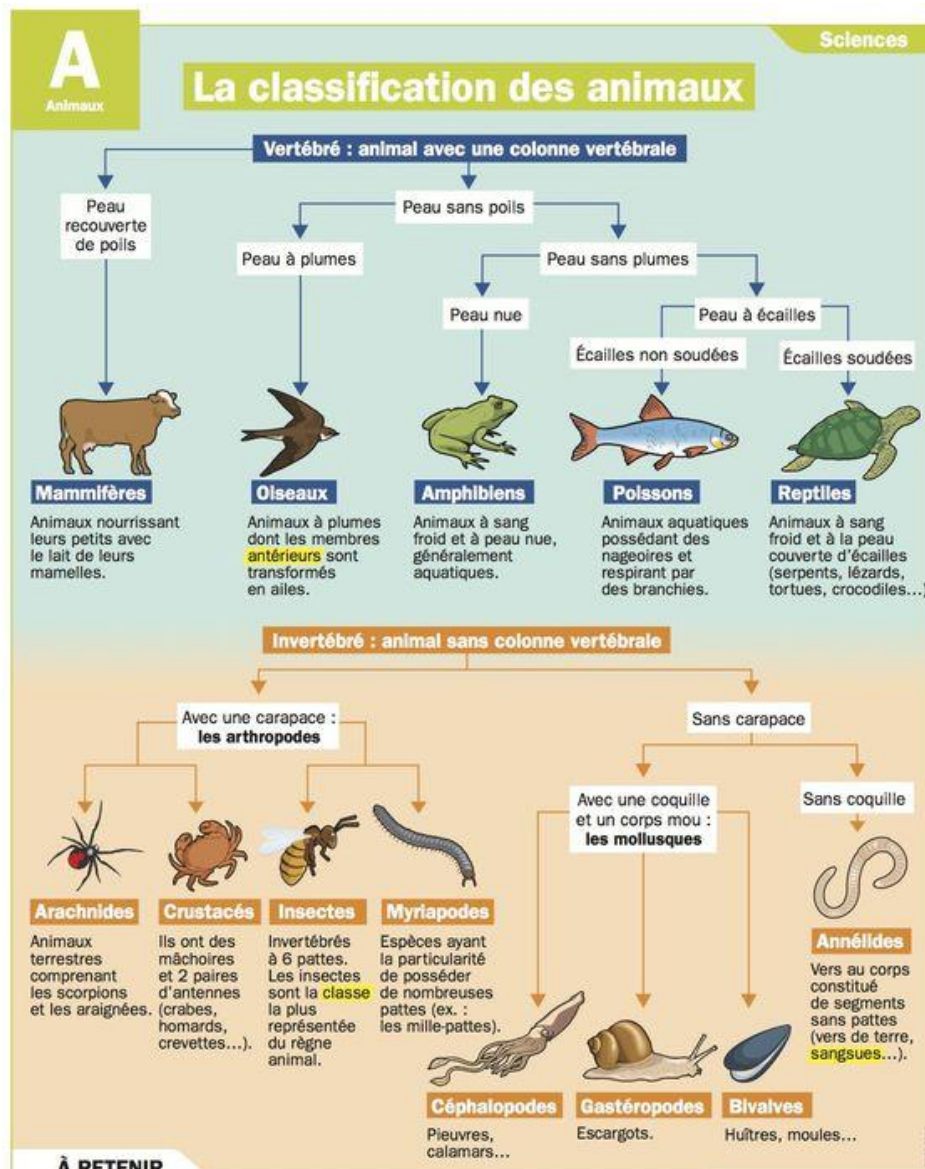 A
Animaux
Sciences
La classification des animaux
Vertébré : animal avec une colonne vertébrale
Peau
recouverte
de poils
Peau sans poils
Peau à plumes
Peau sans plumes
Peau nue
Peau à écailles
Écailles non soudées
Écailles soudées
Mammifères
Animaux nourrissant
leurs petits avec
le lait de leurs
mamelles.
Oiseaux
Animaux à plumes
dont les membres
antérieurs sont
transformés
en ailes.
Amphibiens
Animaux à sang
froid et à peau nue,
généralement
aquatiques.
Poissons
Animaux aquatiques
possédant des
nageoires et
respirant par
des branchies.
Reptiles
Animaux à sang
froid et à la peau
couverte d'écailles
(serpents, lézards,
tortues, crocodiles...)
Invertébré : animal sans colonne vertébrale
Avec une carapace :
les arthropodes
Sans carapace
Avec une coquille
et un corps mou :
les mollusques
Sans coquille
Arachnides
Animaux
terrestres
comprenant
les scorpions
et les araignées.
Crustacés
Ils ont des
mâchoires
et 2 paires
d'antennes
(crabes,
homards,
crevettes...).
Insectes
Invertébrés
à 6 pattes.
Les insectes
sont la classe
la plus
représentée
du règne
animal.
Myriapodes
Espèces ayant
la particularité
de posséder
de nombreuses
pattes (ex. :
les mille-pattes).
Annélides
Vers au corps
constitué
de segments
sans pattes
(vers de terre,
sangsues...).
Céphalopodes
Pieuvres,
calamars...
Gastéropodes
Escargots.
Bivalves
Huîtres, moules...
À RETENIR